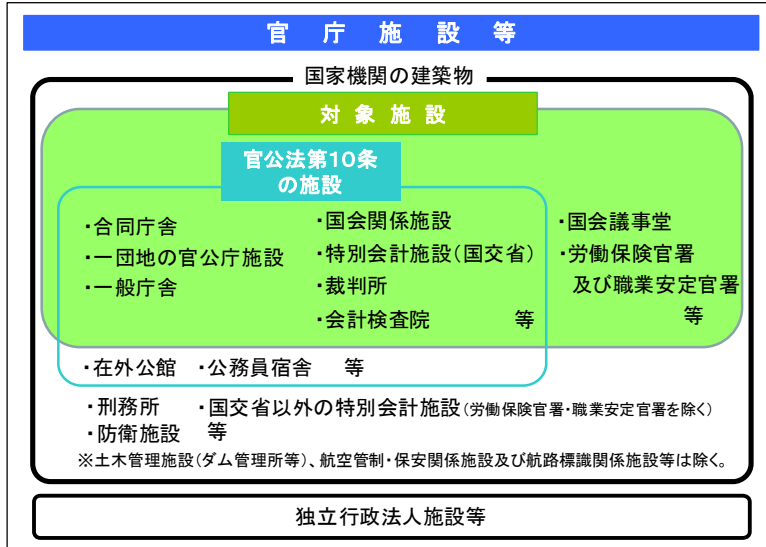 官庁施設等
国家機関の建築物
対象施設
官公法第10条
の施設
・合同庁舎
・一団地の官公庁施設
・一般庁舎
・国会関係施設
・特別会計施設(国交省)
・裁判所
・会計検査院　等
・国会議事堂
・労働保険官署
及び職業安定官署
等
・在外公館　・公務員宿舎　等
・刑務所　・国交省以外の特別会計施設(労働保険官署・職業安定官署を除く)
・防衛施設　等
※土木管理施設(ダム管理所等)、航空管制・保安関係施設及び航路標識関係施設等は除く。
独立行政法人施設等